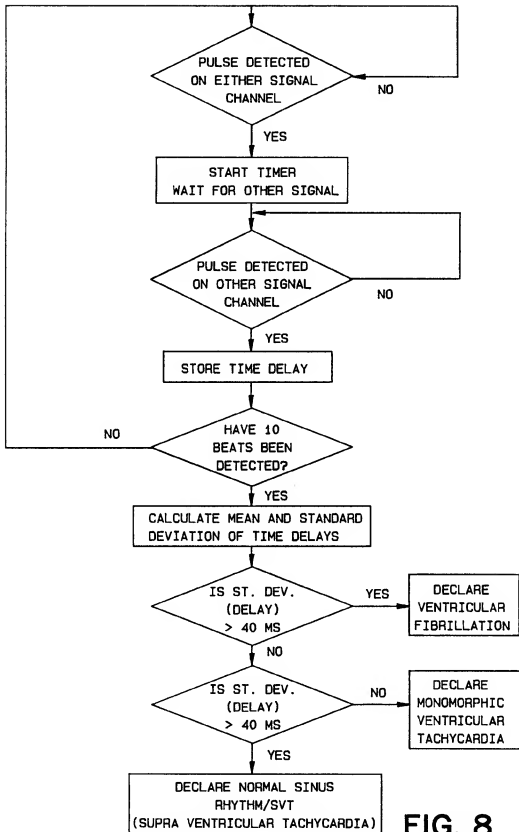 PULSE DETECTED
ON EITHER SIGNAL
CHANNEL
NO
YES
START TIMER
WAIT FOR OTHER SIGNAL
PULSE DETECTED
ON OTHER SIGNAL
CHANNEL
NO
YES
STORE TIME DELAY
NO
HAVE 10
BEATS BEEN
DETECTED?
YES
CALCULATE MEAN AND STANDARD
DEVIATION OF TIME DELAYS
IS ST. DEV.
(DELAY)
> 40 MS
YES
DECLARE
VENTRICULAR
FIBRILLATION
NO
IS ST. DEV.
(DELAY)
> 40 MS
NO
DECLARE
MONOMORPHIC
VENTRICULAR
TACHYCARDIA
YES
DECLARE NORMAL SINUS
RHYTHM/SVT
(SUPRA VENTRICULAR TACHYCARDIA)
FIG. 8